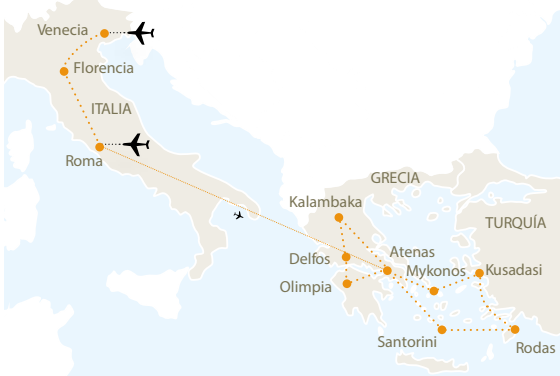 Venecia
Florencia
ITALIA
Roma
GRECIA
Kalambaka
TURQUÍA
Atenas
Delfos
Mykonos
Kusadasi
Olimpia
Santorini
Rodas